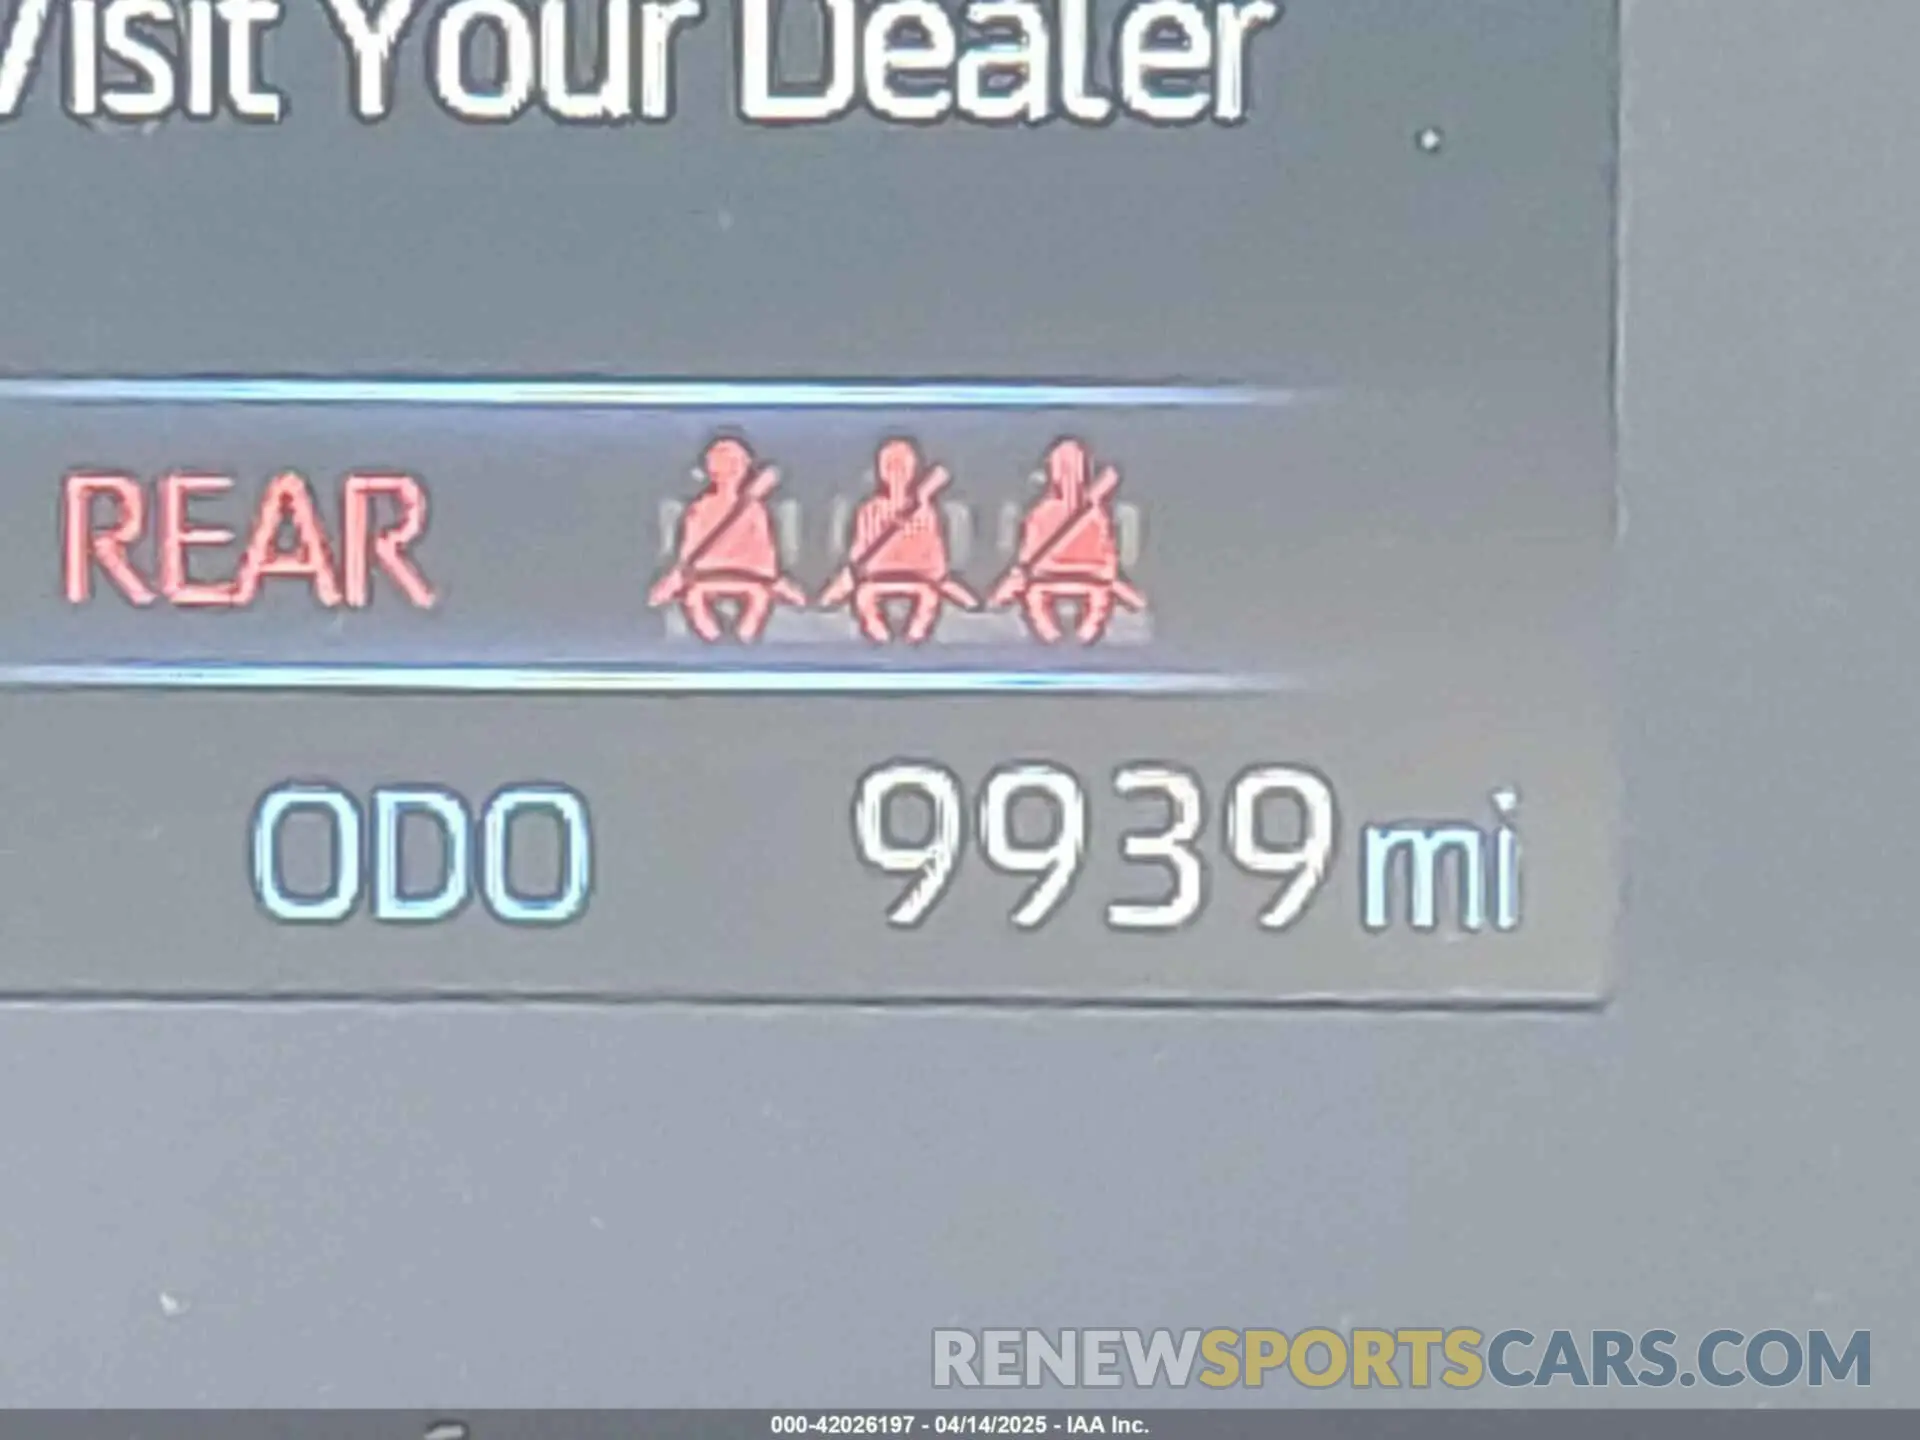 Visit Your Dealer
REAR
ODO 9939 mi
RENEWSPORTSCARS.COM
000-42026197 - 04/14/2025 - IAA Inc.